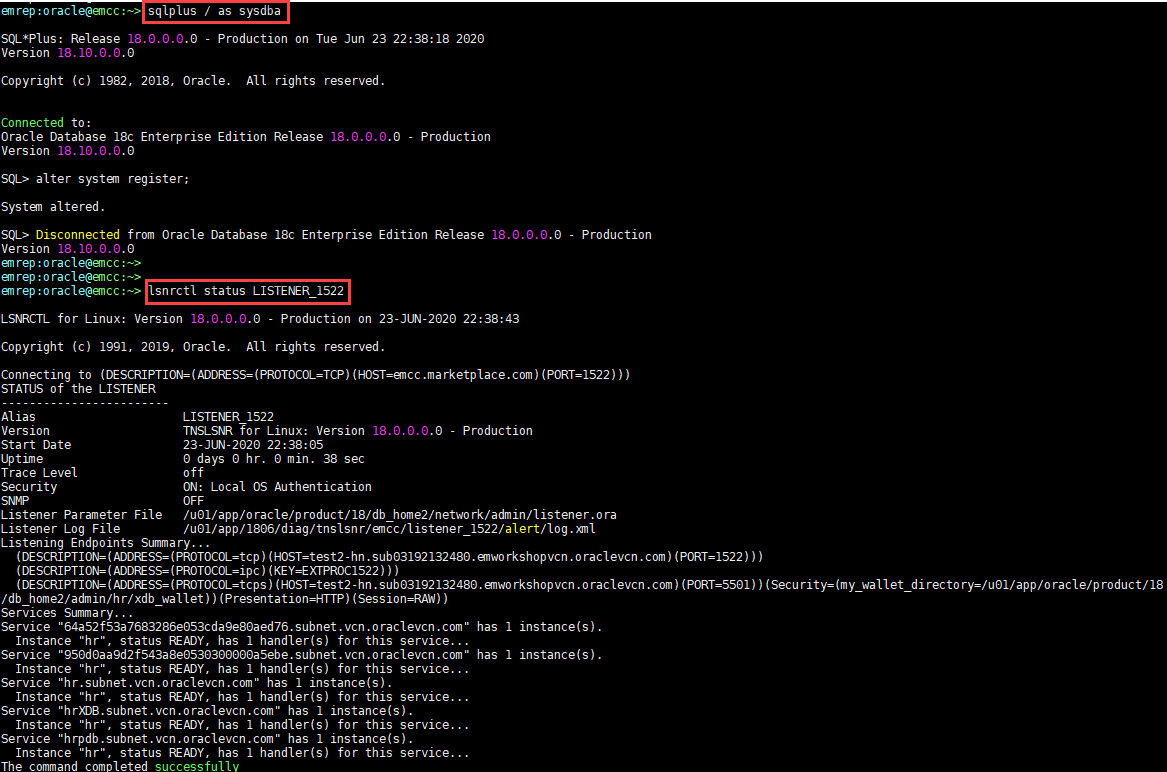 emrep:oracle@emcc:~> sqlplus / as sysdba
SQL*Plus: Release 18.0.0.0.0 - Production on Tue Jun 23 22:38:18 2020
Version 18.10.0.0.0
Copyright (c) 1982, 2018, Oracle.  All rights reserved.
Connected to:
Oracle Database 18c Enterprise Edition Release 18.0.0.0.0 - Production
Version 18.10.0.0.0
SQL> alter system register;
System altered.
SQL> Disconnected from Oracle Database 18c Enterprise Edition Release 18.0.0.0.0 - Production
Version 18.10.0.0.0
emrep:oracle@emcc:~>
emrep:oracle@emcc:~>
emrep:oracle@emcc:~> lsnrctl status LISTENER_1522
LSNRCTL for Linux: Version 18.0.0.0.0 - Production on 23-JUN-2020 22:38:43
Copyright (c) 1991, 2019, Oracle.  All rights reserved.
Connecting to (DESCRIPTION=(ADDRESS=(PROTOCOL=TCP)(HOST=emcc.marketplace.com)(PORT=1522)))
STATUS of the LISTENER
------------------------
Alias                     LISTENER_1522
Version                   TNSLSNR for Linux: Version 18.0.0.0.0 - Production
Start Date                23-JUN-2020 22:38:05
Uptime                    0 days 0 hr. 0 min. 38 sec
Trace Level               off
Security                  ON: Local OS Authentication
SNMP                      OFF
Listener Parameter File   /u01/app/oracle/product/18/db_home2/network/admin/listener.ora
Listener Log File         /u01/app/1806/diag/tnslsnr/emcc/listener_1522/alert/log.xml
Listening Endpoints Summary...
  (DESCRIPTION=(ADDRESS=(PROTOCOL=tcp)(HOST=test2-hn.sub03192132480.emworkshopvcn.oraclevcn.com)(PORT=1522)))
  (DESCRIPTION=(ADDRESS=(PROTOCOL=ipc)(KEY=EXTPROC1522)))
  (DESCRIPTION=(ADDRESS=(PROTOCOL=tcps)(HOST=test2-hn.sub03192132480.emworkshopvcn.oraclevcn.com)(PORT=5501))(Security=(my_wallet_directory=/u01/app/oracle/product/18
/db_home2/admin/hr/xdb_wallet))(Presentation=HTTP)(Session=RAW))
Services Summary...
Service "64a52f53a7683286e053cda9e80aed76.subnet.vcn.oraclevcn.com" has 1 instance(s).
  Instance "hr", status READY, has 1 handler(s) for this service...
Service "950d0aa9d2f543a8e0530300000a5ebe.subnet.vcn.oraclevcn.com" has 1 instance(s).
  Instance "hr", status READY, has 1 handler(s) for this service...
Service "hr.subnet.vcn.oraclevcn.com" has 1 instance(s).
  Instance "hr", status READY, has 1 handler(s) for this service...
Service "hrXDB.subnet.vcn.oraclevcn.com" has 1 instance(s).
  Instance "hr", status READY, has 1 handler(s) for this service...
Service "hrpdb.subnet.vcn.oraclevcn.com" has 1 instance(s).
  Instance "hr", status READY, has 1 handler(s) for this service...
The command completed successfully